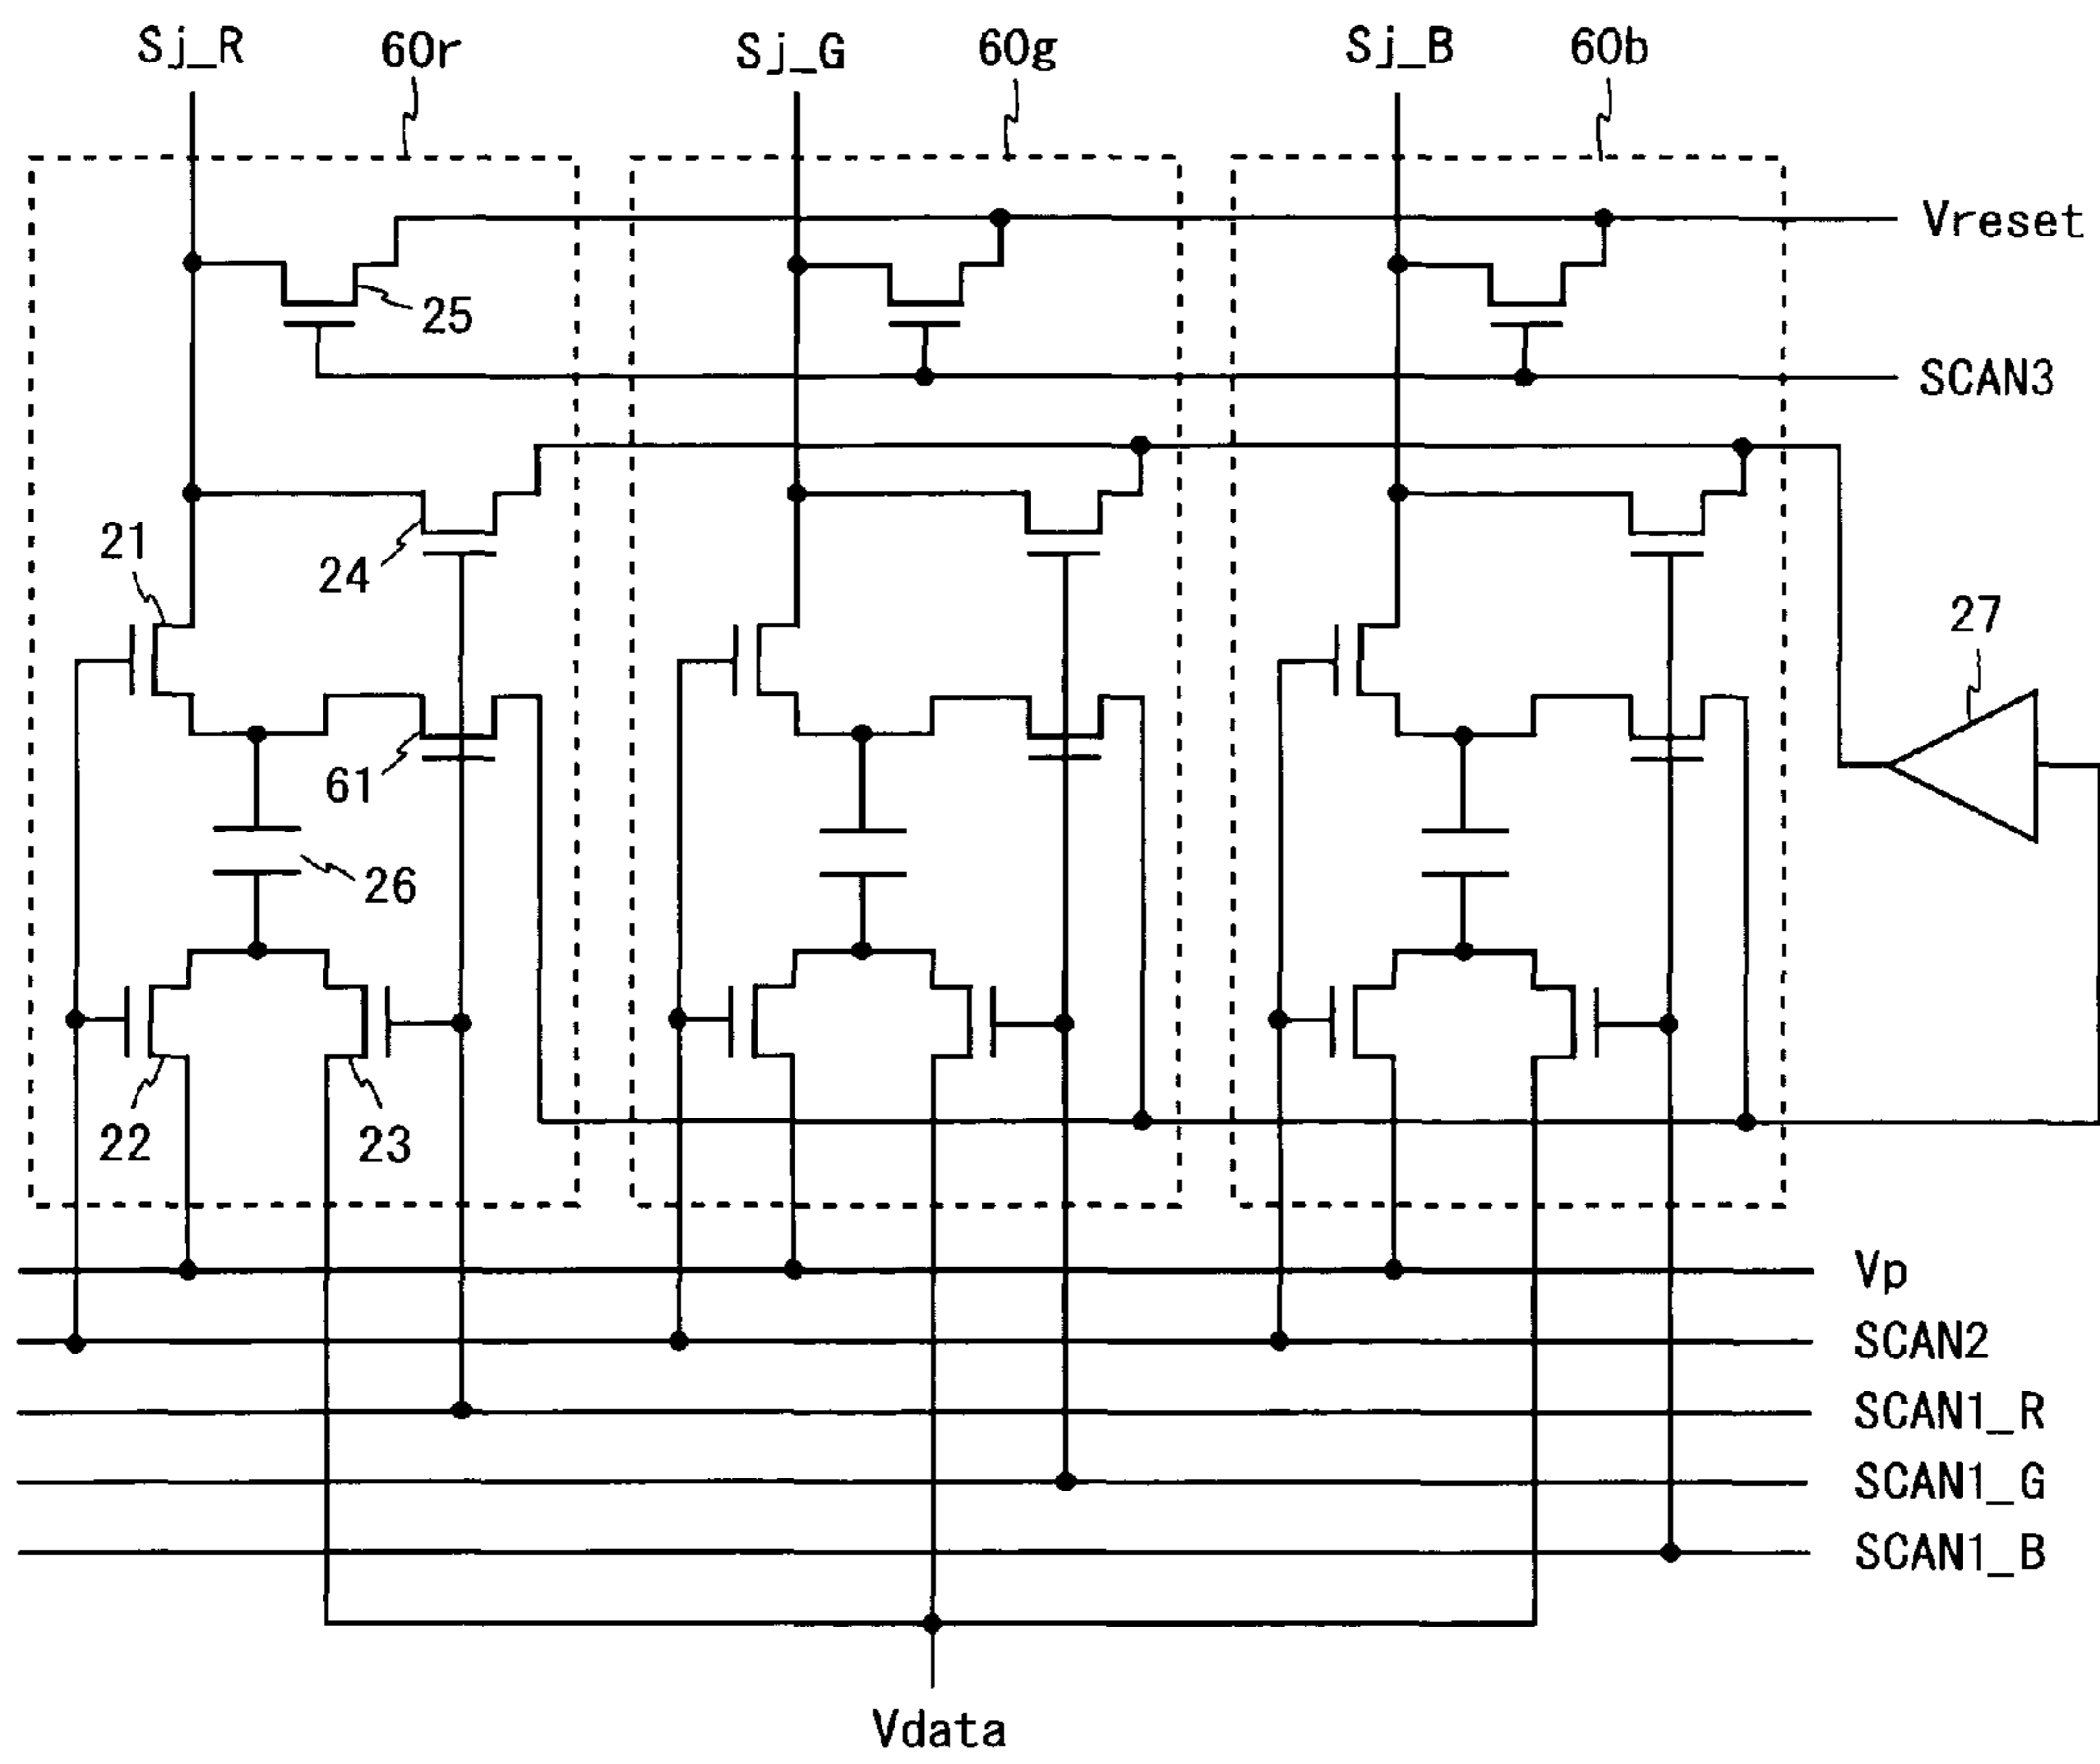 Sj_R
60r
Sj_G
60g
Sj_B
60b
Vreset
25
SCAN3
21
24
27
61
26
22
23
Vp
SCAN2
SCAN1_R
SCAN1_G
SCAN1_B
Vdata